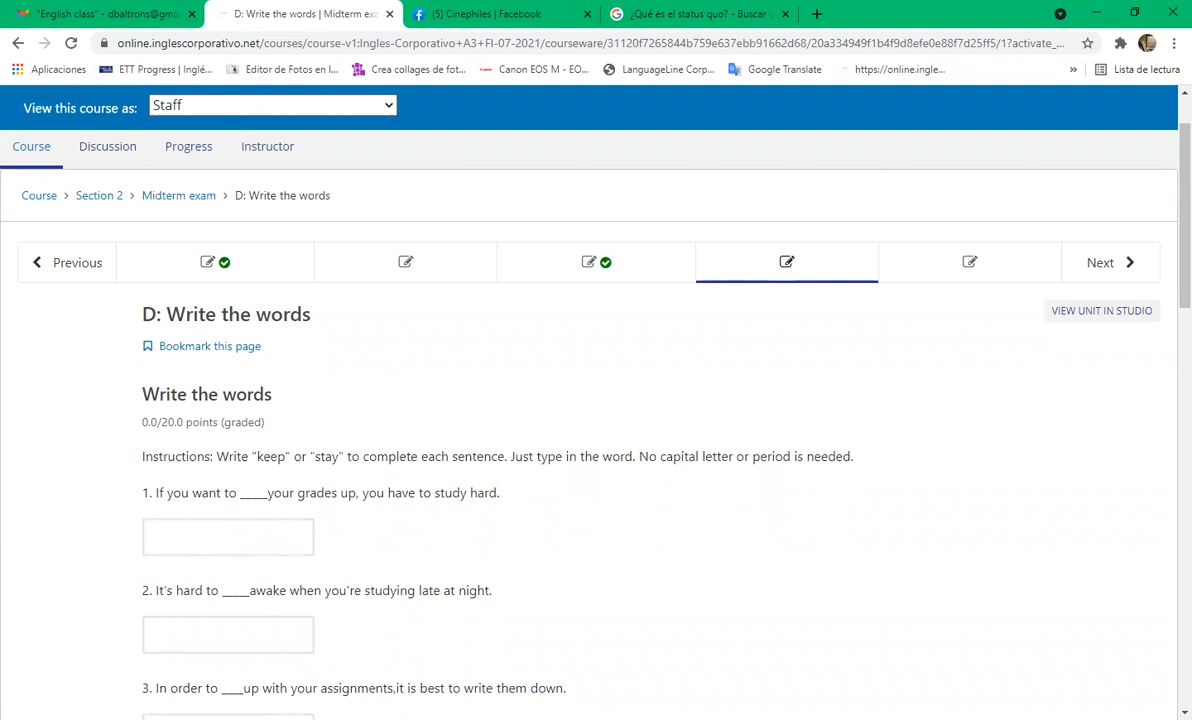 "English class" - dbaltrons@gma
D: Write the words | Midterm exa
(5) Cinephiles | Facebook
¿Qué es el status quo? - Buscar c
online.inglescorporativo.net/courses/course-v1:Ingles-Corporativo+A3+FI-07-2021/courseware/31120f7265844b759e637ebb91662d68/20a334949f1b4f9d8efe0e88f7d25ff5/1?activate_...
Aplicaciones
ETT Progress | Inglé...
Editor de Fotos en l...
Crea collages de fot...
Canon EOS M - EO...
LanguageLine Corp...
Google Translate
https://online.ingle...
»
Lista de lectura
View this course as:
Staff
Course
Discussion
Progress
Instructor
Course > Section 2 > Midterm exam > D: Write the words
Previous
Next
D: Write the words
VIEW UNIT IN STUDIO
Bookmark this page
Write the words
0.0/20.0 points (graded)
Instructions: Write "keep" or "stay" to complete each sentence. Just type in the word. No capital letter or period is needed.
1. If you want to _____your grades up, you have to study hard.
2. It's hard to _____awake when you're studying late at night.
3. In order to ____up with your assignments,it is best to write them down.